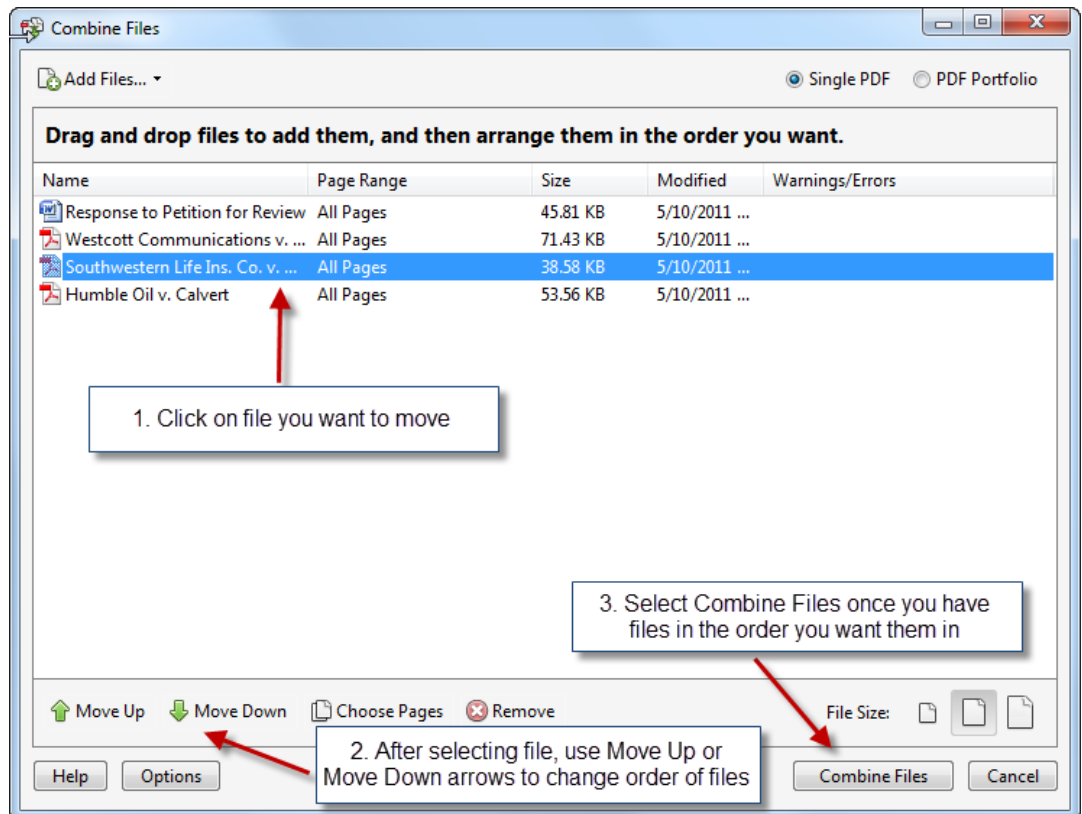 Combine Files
Add Files... Single PDF PDF Portfolio
Drag and drop files to add them, and then arrange them in the order you want.
Name Page Range Size Modified Warnings/Errors
Response to Petition for Review All Pages 45.81 KB 5/10/2011 ...
Westcott Communications v. ... All Pages 71.43 KB 5/10/2011 ...
Southwestern Life Ins. Co. v. ... All Pages 38.58 KB 5/10/2011 ...
Humble Oil v. Calvert All Pages 53.56 KB 5/10/2011 ...
1. Click on file you want to move
3. Select Combine Files once you have
files in the order you want them in
Move Up Move Down Choose Pages Remove File Size:
2. After selecting file, use Move Up or
Move Down arrows to change order of files
Help Options Combine Files Cancel